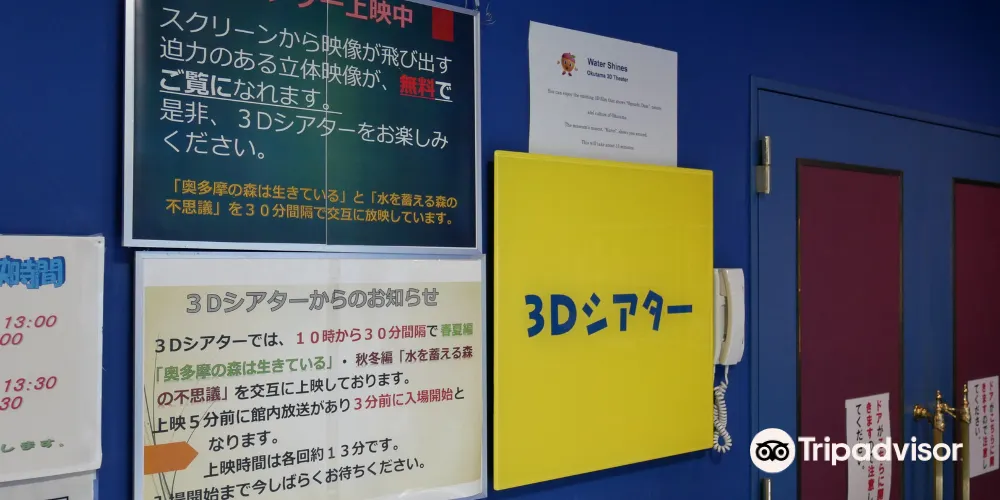 上映中
スクリーンから映像が飛び出す
迫力のある立体映像が、無料で
ご覧になれます。
是非、3Dシアターをお楽しみ
ください。
「奥多摩の森は生きている」と「水を蓄える森の
不思議」を30分間隔で交互に放映しています。
Water Shines
Okutama 3D Theater
時間
13:00
00
13:30
30
します。
3Dシアターからのお知らせ
3Dシアターでは、10時から30分間隔で春夏編
「奥多摩の森は生きている」・秋冬編「水を蓄える森
の不思議」を交互に上映しております。
上映5分前に館内放送があり3分前に入場開始と
なります。
上映時間は各回約13分です。
入場開始まで今しばらくお待ちください。
3Dシアター
Tripadvisor